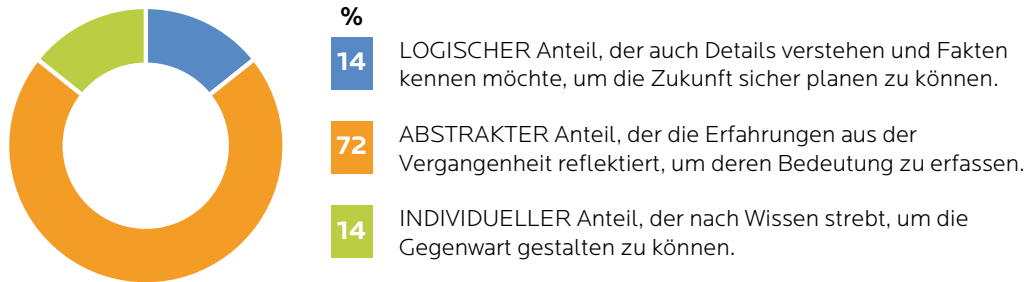 %
14 LOGISCHER Anteil, der auch Details verstehen und Fakten
kennen möchte, um die Zukunft sicher planen zu können.
72 ABSTRAKTER Anteil, der die Erfahrungen aus der
Vergangenheit reflektiert, um deren Bedeutung zu erfassen.
14 INDIVIDUELLER Anteil, der nach Wissen strebt, um die
Gegenwart gestalten zu können.